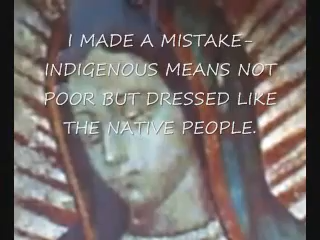 I MADE A MISTAKE-
INDIGENOUS MEANS NOT
POOR BUT DRESSED LIKE
THE NATIVE PEOPLE.